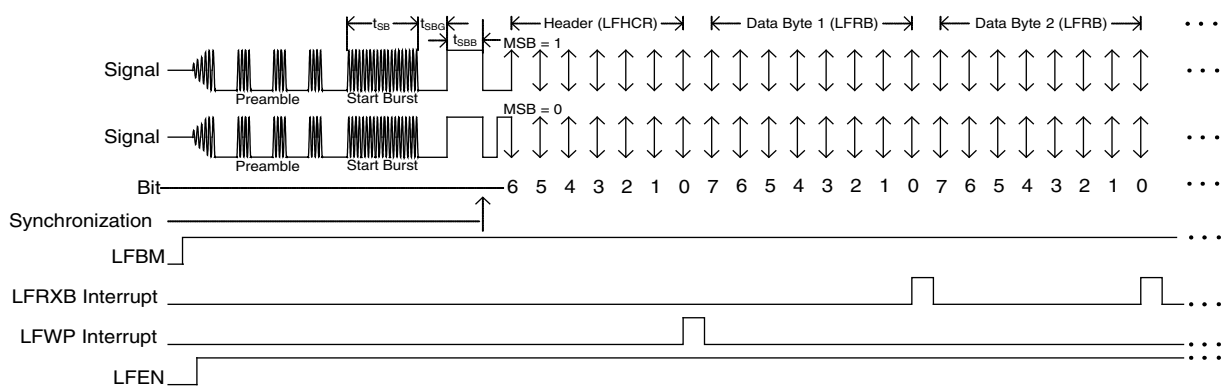 tSB tSBG Header (LFHCR) Data Byte 1 (LFRB) Data Byte 2 (LFRB) • • •
tSBB MSB = 1
Signal • • •
Preamble Start Burst
MSB = 0
Signal • • •
Preamble Start Burst
Bit 6 5 4 3 2 1 0 7 6 5 4 3 2 1 0 7 6 5 4 3 2 1 0 • • •
Synchronization
LFBM • • •
LFRXB Interrupt • • •
LFWP Interrupt • • •
LFEN • • •